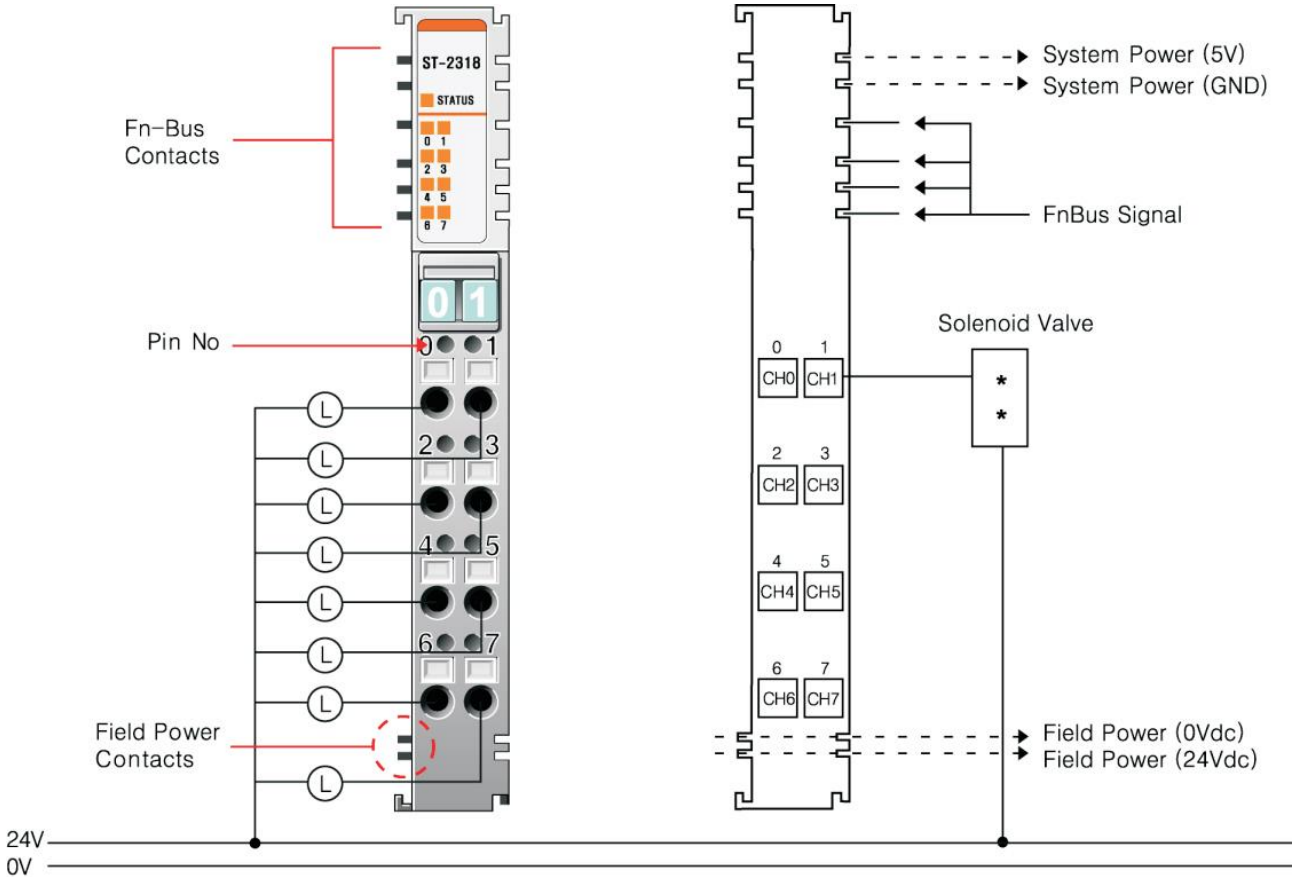 ST-2318
STATUS
0 1
2 3
4 5
6 7
Fn-Bus
Contacts
01
Pin No
0 1
2 3
4 5
6 7
L
L
L
L
L
L
L
L
Field Power
Contacts
System Power (5V)
System Power (GND)
FnBus Signal
Solenoid Valve
*
*
0 1
CH0 CH1
2 3
CH2 CH3
4 5
CH4 CH5
6 7
CH6 CH7
Field Power (0Vdc)
Field Power (24Vdc)
24V
0V